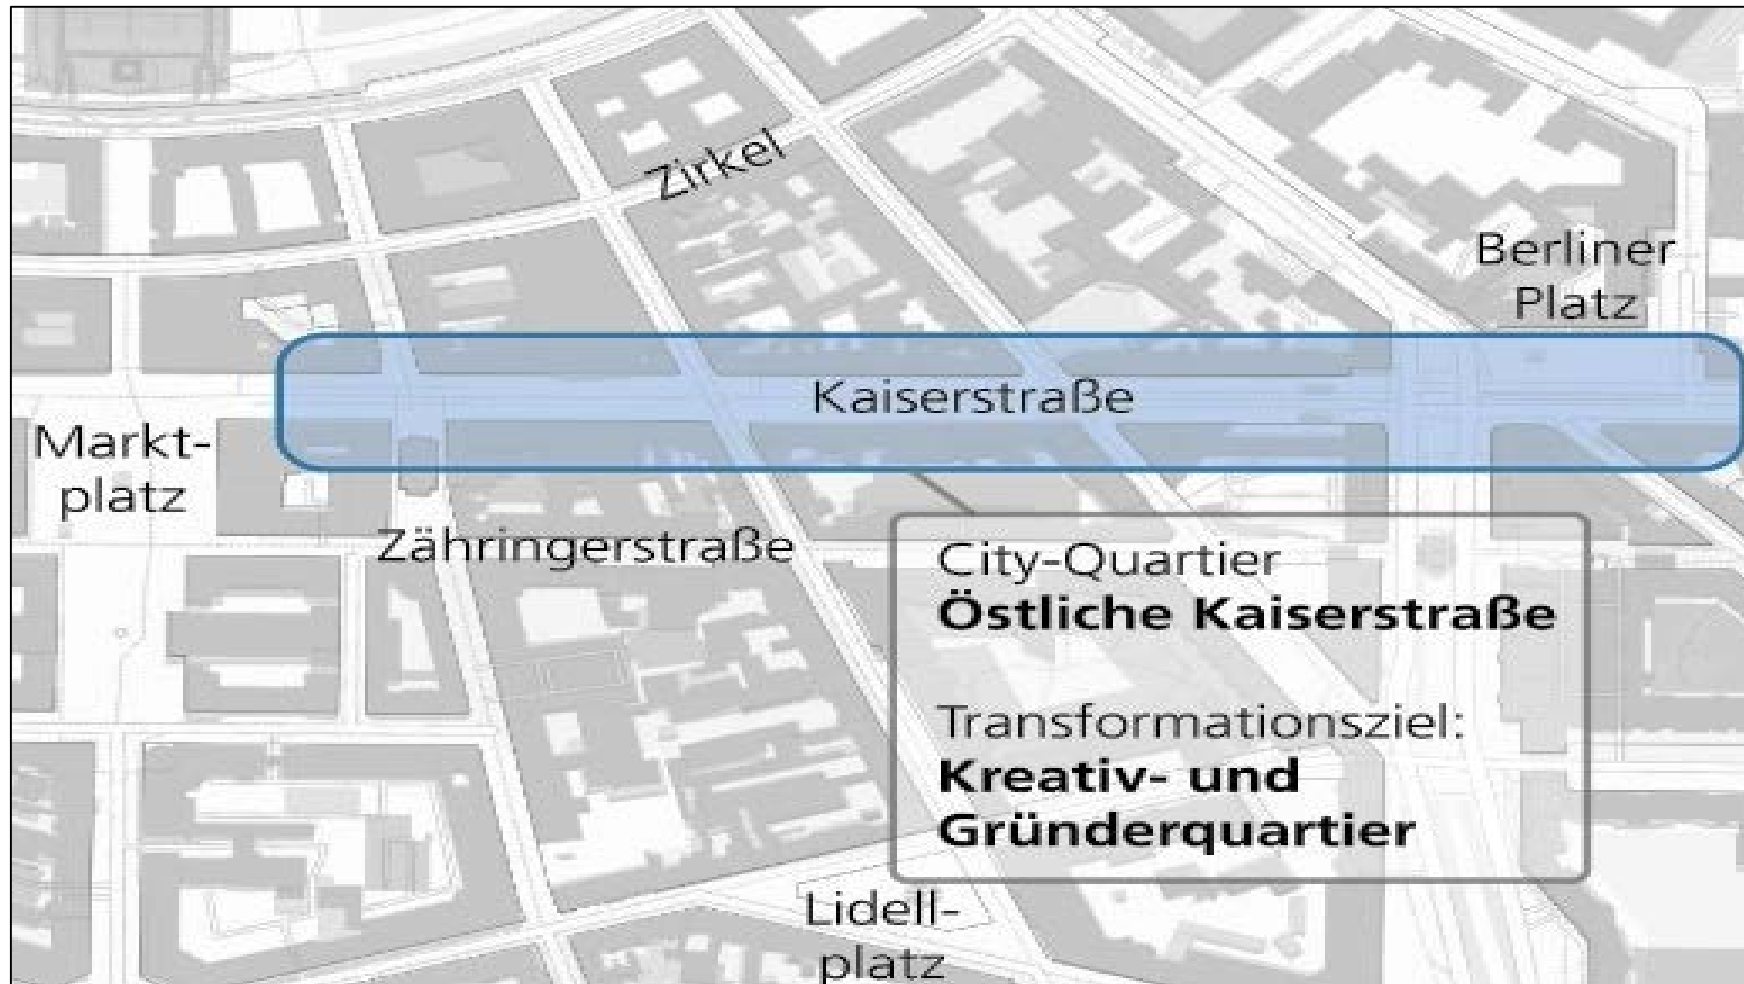 Zirkel
Berliner
Platz
Kaiserstraße
Markt-
platz
Zähringerstraße
City-Quartier
Östliche Kaiserstraße
Transformationsziel:
Kreativ- und
Gründerquartier
Lidell-
platz